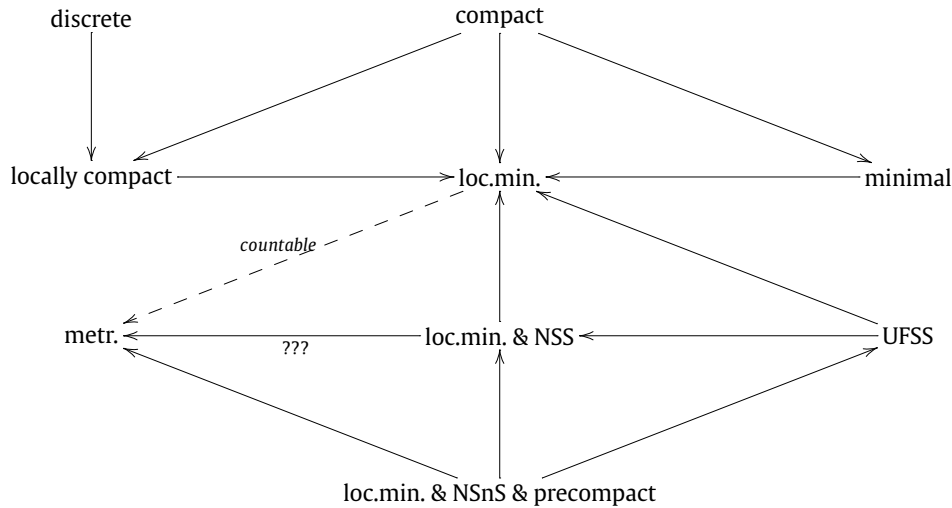 discrete
compact
locally compact
loc.min.
minimal
countable
metr.
???
loc.min. & NSS
UFSS
loc.min. & NSnS & precompact